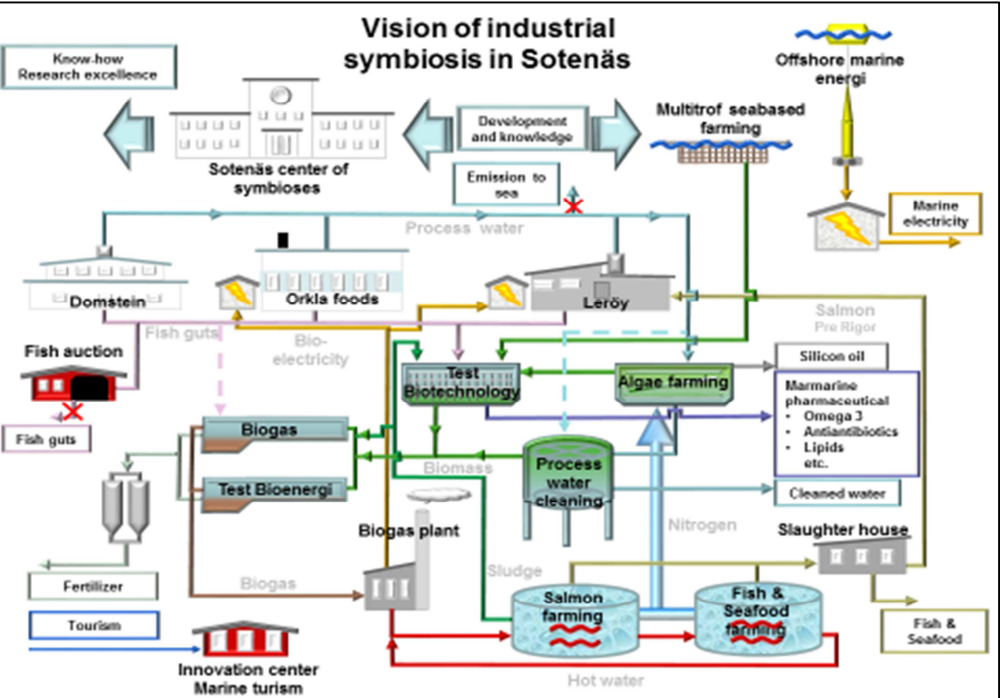 Vision of industrial
symbiosis in Sotenäs
Know-how
Research excellence
Development
and knowledge
Offshore marine
energi
Multitrof seabased
farming
Sotenäs center of
symbioses
Emission to
sea
Marine
electricity
Process water
Domstein
Orkla foods
Leröy
Fish guts
Bio-
electricity
Salmon
Pre Rigor
Fish auction
Fish guts
Test
Biotechnology
Algae farming
Silicon oil
Marmarine
pharmaceutical
• Omega 3
• Antiantibiotics
• Lipids
etc.
Biogas
Test Bioenergi
Biomass
Process
water
cleaning
Cleaned water
Biogas plant
Nitrogen
Slaughter house
Fertilizer
Biogas
Sludge
Salmon
farming
Fish &
Seafood
farming
Tourism
Fish &
Seafood
Innovation center
Marine turism
Hot water